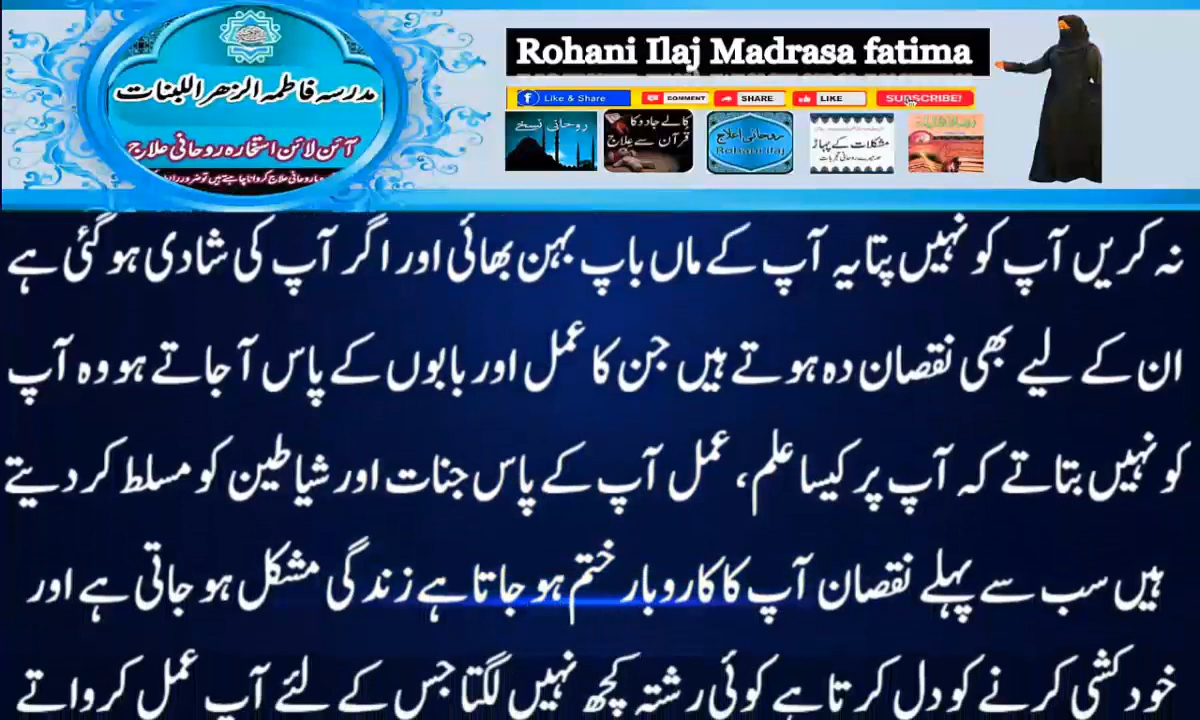 مدرسہ فاطمہ الزھرا للبنات
آئن لائن استخارہ روحانی علاج
Rohani Ilaj Madrasa fatima
Like & Share
COMMENT
SHARE
LIKE
SUBSCRIBE!
روحانی نسخے
کالے جادو کا
قرآن سے علاج
روحانی علاج
Rohani ilaj
مشکلات کے پہاڑ
نہ کریں آپ کو نہیں پتا یہ آپ کے ماں باپ بہن بھائی اور اگر آپ کی شادی ہو گئی ہے
ان کے لیے بھی نقصان دہ ہوتے ہیں جن کا عمل اور بابوں کے پاس آ جاتے ہو وہ آپ
کو نہیں بتاتے کہ آپ پر کیسا علم، عمل آپ کے پاس جنات اور شیاطین کو مسلط کر دیتے
ہیں سب سے پہلے نقصان آپ کا کاروبار ختم ہو جاتا ہے زندگی مشکل ہو جاتی ہے اور
خودکشی کرنے کو دل کرتا ہے کوئی رشتہ کچھ نہیں لگتا جس کے لئے آپ عمل کرواتے